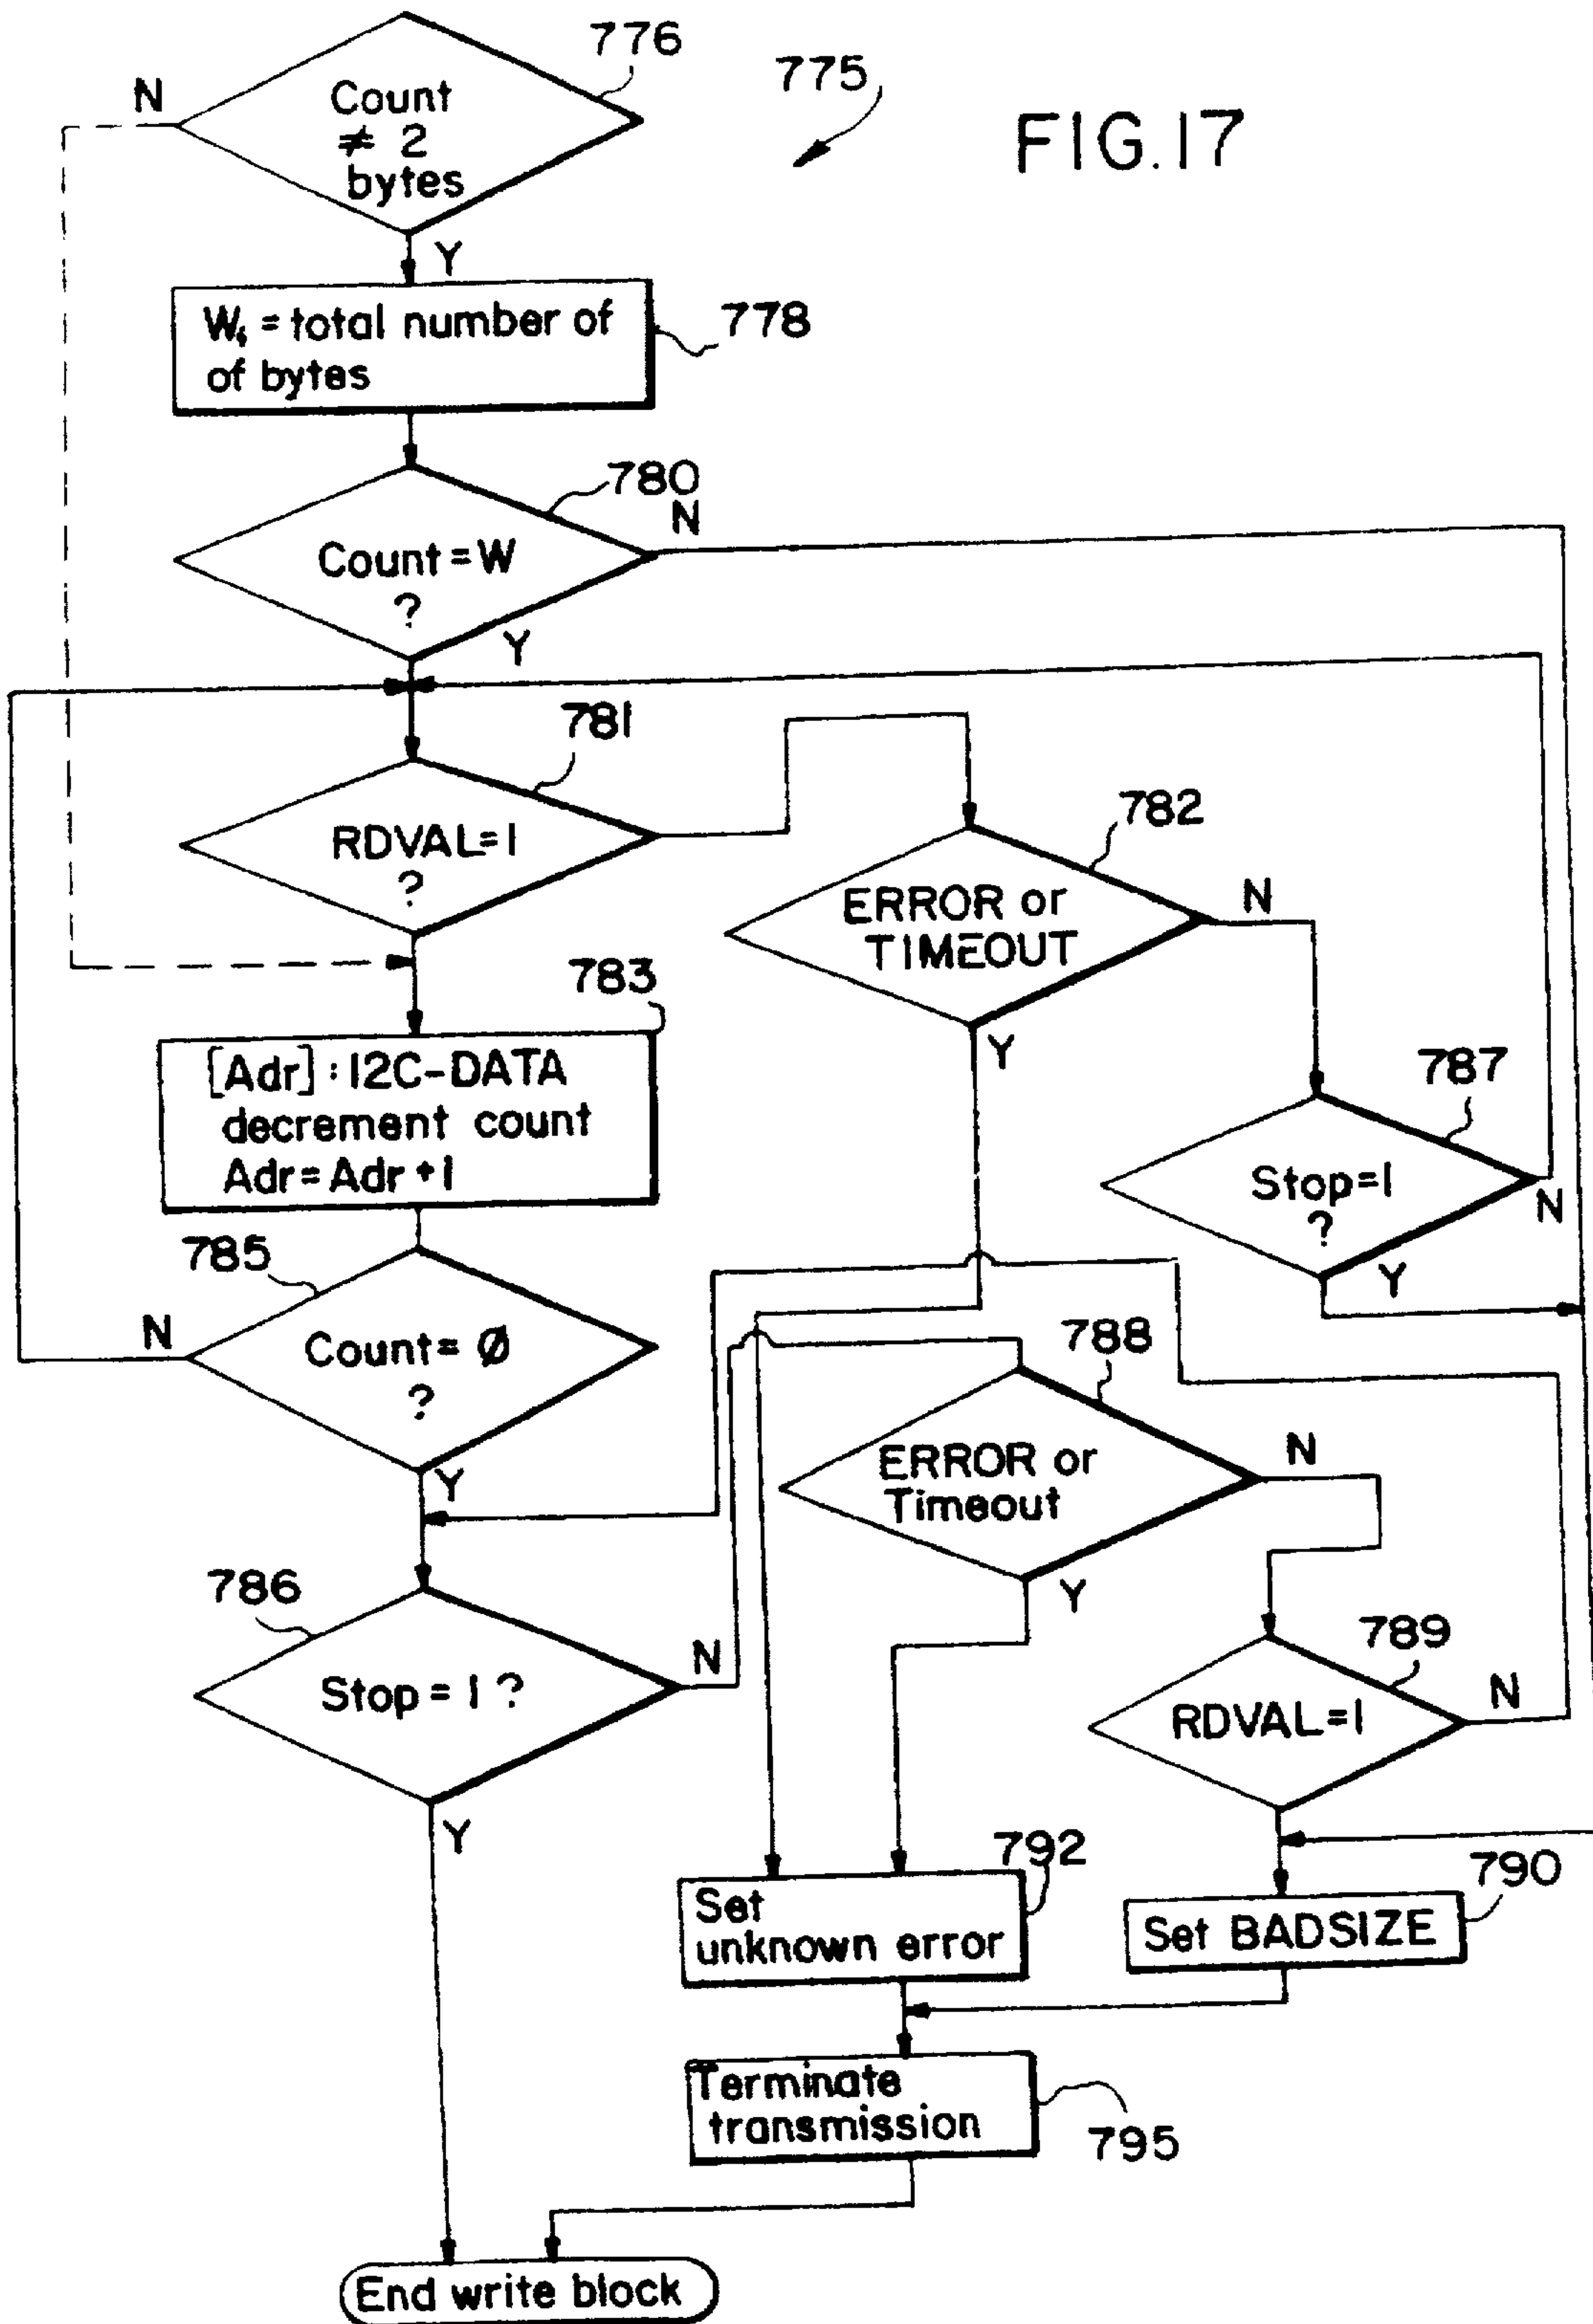 776
775
FIG.17
N
Count
≠ 2
bytes
Y
778
W, = total number of
of bytes
780
N
Count=W
?
Y
781
RDVAL=1
?
782
ERROR or
TIMEOUT
N
Y
783
[Adr]:I2C-DATA
decrement count
Adr=Adr+1
787
Stop=1
?
N
Y
785
N
Count=Ø
?
Y
788
ERROR or
Timeout
N
Y
786
Stop=1?
N
Y
789
RDVAL=1
N
792
Set
unknown error
790
Set BADSIZE
Terminate
transmission
795
End write block